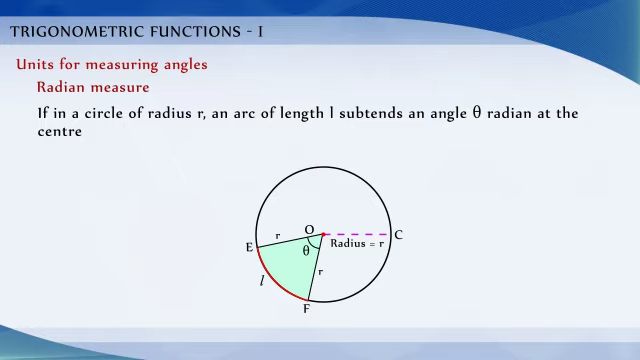 TRIGONOMETRIC FUNCTIONS - I
Units for measuring angles
Radian measure
If in a circle of radius r, an arc of length l subtends an angle θ radian at the
centre
O
r
C
E
θ
Radius = r
r
l
F